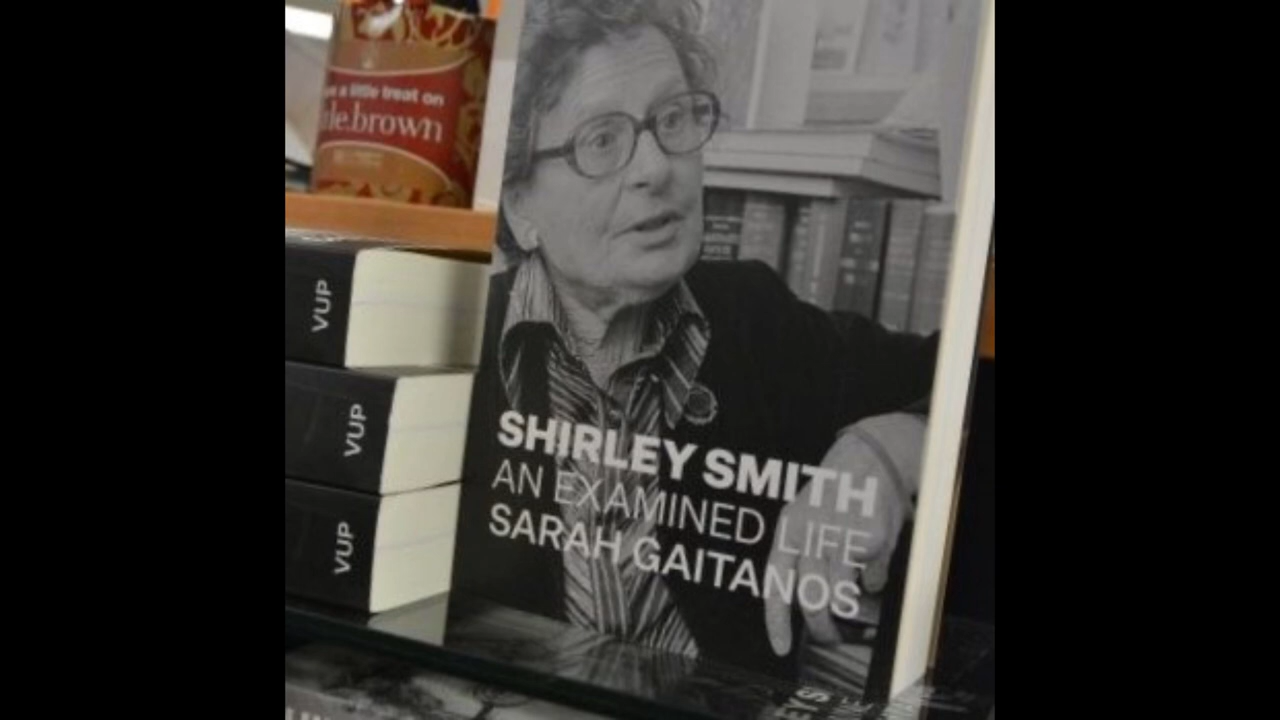 a little treat on
le.brown
VUP
VUP
VUP
SHIRLEY SMITH
AN EXAMINED LIFE
SARAH GAITANOS